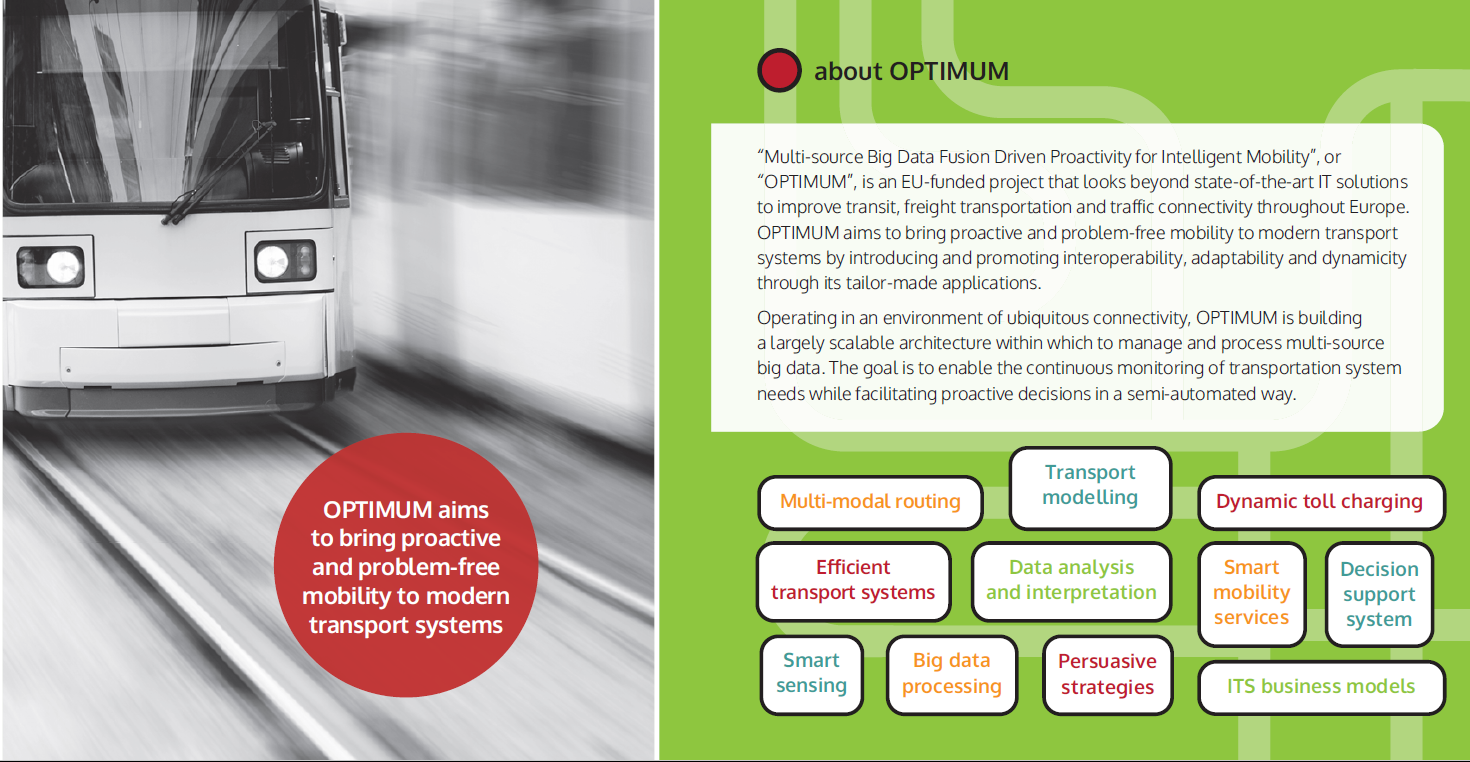 OPTIMUM aims
to bring proactive
and problem-free
mobility to modern
transport systems
about OPTIMUM
“Multi-source Big Data Fusion Driven Proactivity for Intelligent Mobility”, or
“OPTIMUM”, is an EU-funded project that looks beyond state-of-the-art IT solutions
to improve transit, freight transportation and traffic connectivity throughout Europe.
OPTIMUM aims to bring proactive and problem-free mobility to modern transport
systems by introducing and promoting interoperability, adaptability and dynamicity
through its tailor-made applications.
Operating in an environment of ubiquitous connectivity, OPTIMUM is building
a largely scalable architecture within which to manage and process multi-source
big data. The goal is to enable the continuous monitoring of transportation system
needs while facilitating proactive decisions in a semi-automated way.
Multi-modal routing
Transport
modelling
Dynamic toll charging
Efficient
transport systems
Data analysis
and interpretation
Smart
mobility
services
Decision
support
system
Smart
sensing
Big data
processing
Persuasive
strategies
ITS business models